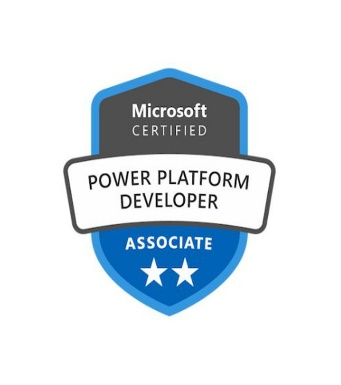 Microsoft
CERTIFIED
POWER PLATFORM
DEVELOPER
ASSOCIATE